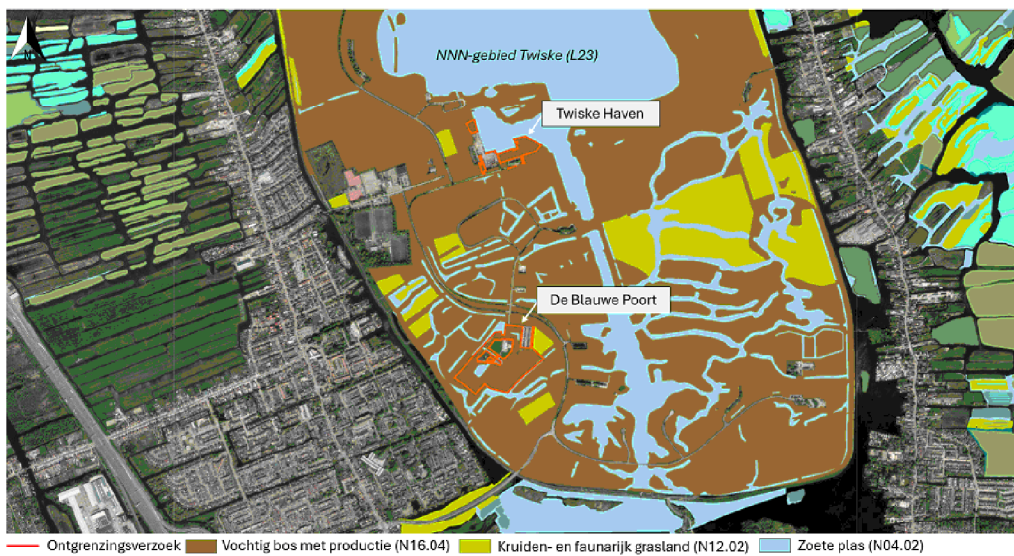 NNN-gebied Twiske (L23)
Twiske Haven
De Blauwe Poort
Ontgrenzingsverzoek Vochtig bos met productie (N16.04) Kruiden- en faunarijk grasland (N12.02) Zoete plas (N04.02)